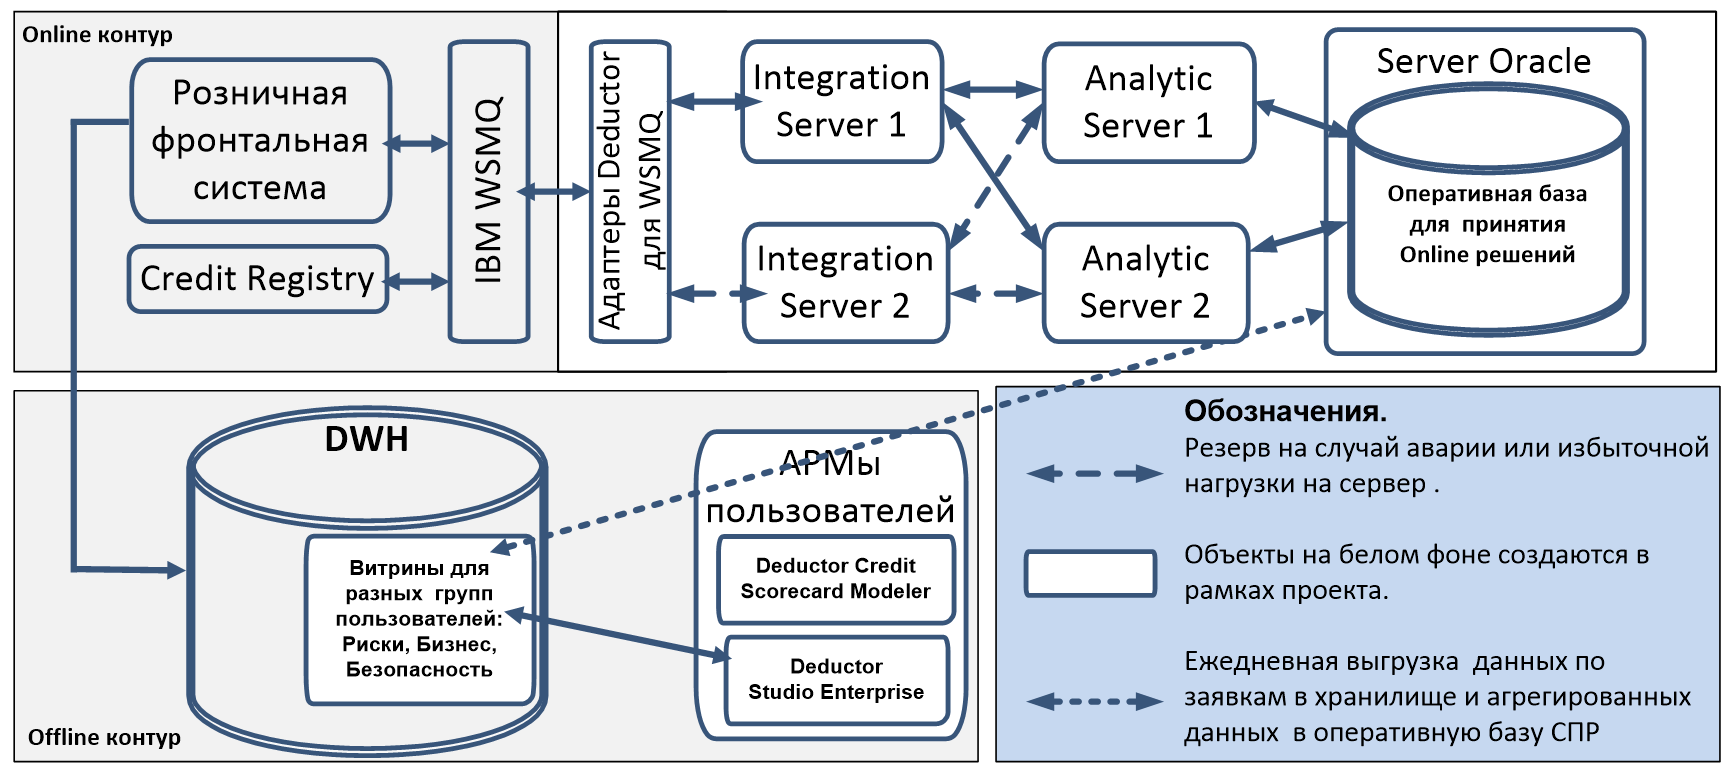 Online контур
Розничная
фронтальная
система
Credit Registry
IBM WSMQ
Адаптеры Deductor
для WSMQ
Integration
Server 1
Integration
Server 2
Analytic
Server 1
Analytic
Server 2
Server Oracle
Оперативная база
для принятия
Online решений
DWH
Витрины для
разных групп
пользователей:
Риски, Бизнес,
Безопасность
Offline контур
АРМы
пользователей
Deductor Credit
Scorecard Modeler
Deductor
Studio Enterprise
Обозначения.
Резерв на случай аварии или избыточной
нагрузки на сервер .
Объекты на белом фоне создаются в
рамках проекта.
Ежедневная выгрузка данных по
заявкам в хранилище и агрегированных
данных в оперативную базу СПР